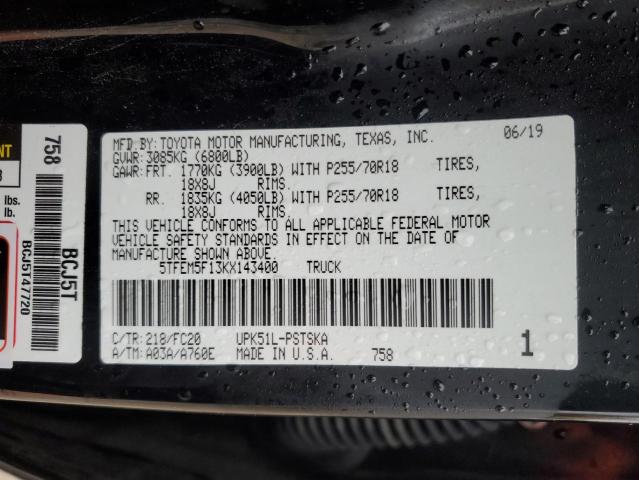 MFD.BY:TOYOTA MOTOR MANUFACTURING, TEXAS, INC. 06/19
GVWR:3085KG (6800LB)
GAWR:FRT. 1770KG (3900LB) WITH P255/70R18 TIRES,
18X8J RIMS.
RR. 1835KG (4050LB) WITH P255/70R18 TIRES,
18X8J RIMS.
THIS VEHICLE CONFORMS TO ALL APPLICABLE FEDERAL MOTOR
VEHICLE SAFETY STANDARDS IN EFFECT ON THE DATE OF
MANUFACTURE SHOWN ABOVE.
5TFEM5F13KX143400 TRUCK
C/TR:218/FC20 UPK51L-PSTSKA
A/TM:A03A/A760E MADE IN U.S.A. 758 1
758
BCJ5T
BCJ5T47720
NT
lbs.
lb.